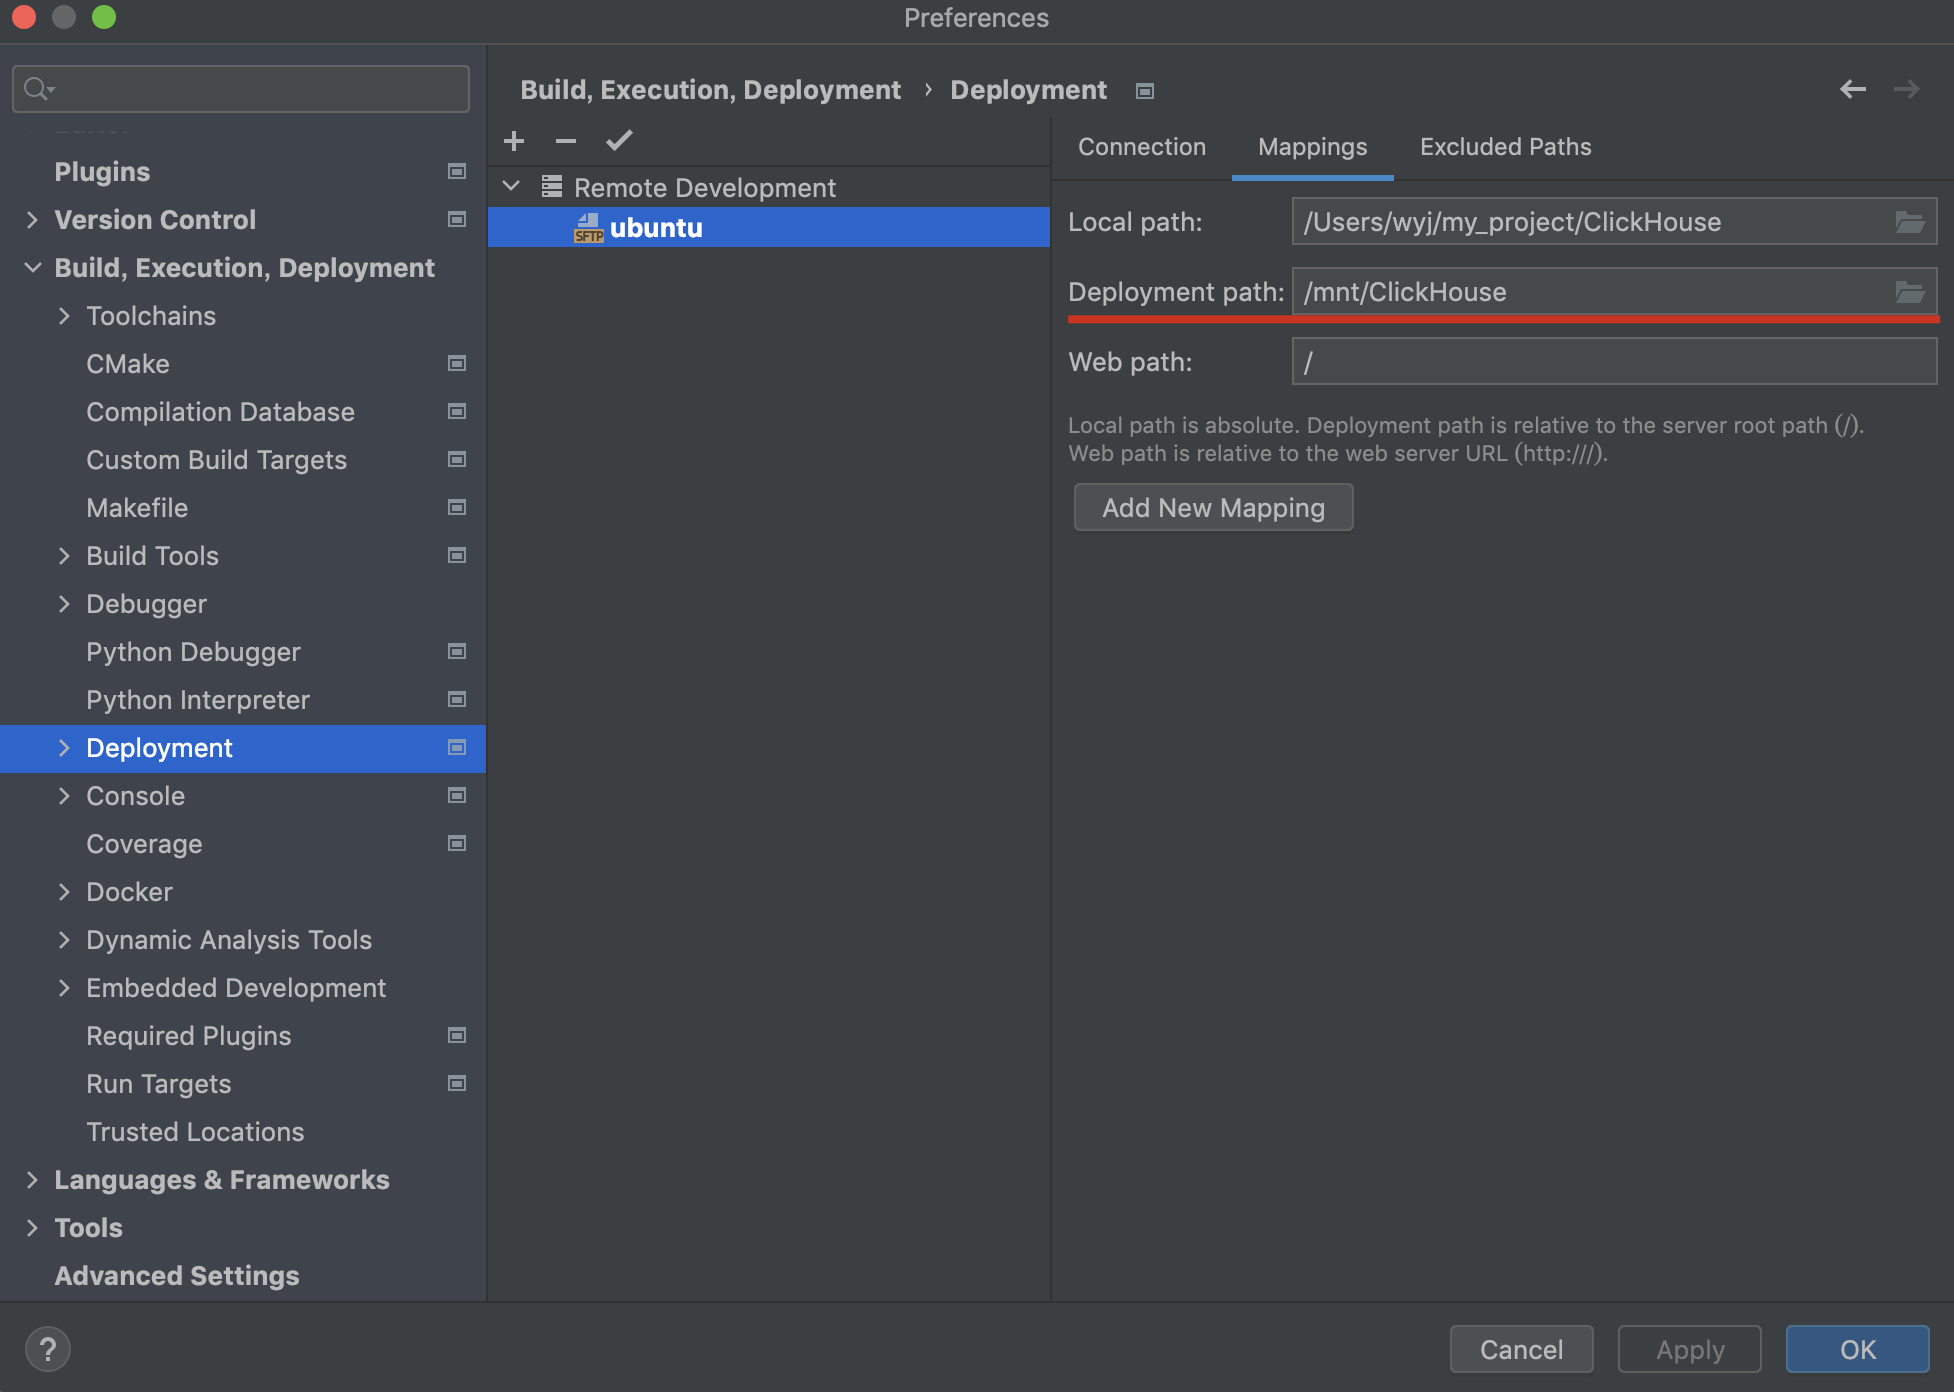 Preferences
Plugins
Version Control
Build, Execution, Deployment
Toolchains
CMake
Compilation Database
Custom Build Targets
Makefile
Build Tools
Debugger
Python Debugger
Python Interpreter
Deployment
Console
Coverage
Docker
Dynamic Analysis Tools
Embedded Development
Required Plugins
Run Targets
Trusted Locations
Languages & Frameworks
Tools
Advanced Settings
Build, Execution, Deployment › Deployment
Remote Development
SFTP ubuntu
Connection Mappings Excluded Paths
Local path: /Users/wyj/my_project/ClickHouse
Deployment path: /mnt/ClickHouse
Web path: /
Local path is absolute. Deployment path is relative to the server root path (/).
Web path is relative to the web server URL (http:///).
Add New Mapping
? Cancel Apply OK